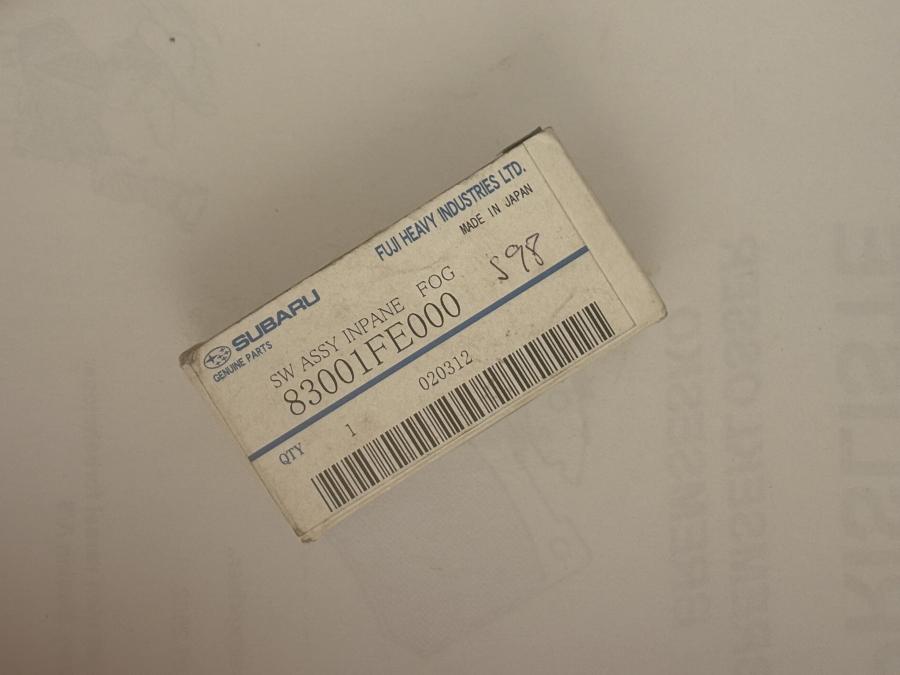 SUBARU
GENUINE PARTS
FUJI HEAVY INDUSTRIES LTD.
MADE IN JAPAN
SW ASSY INPANE FOG
83001FE000
S98
QTY 1 020312